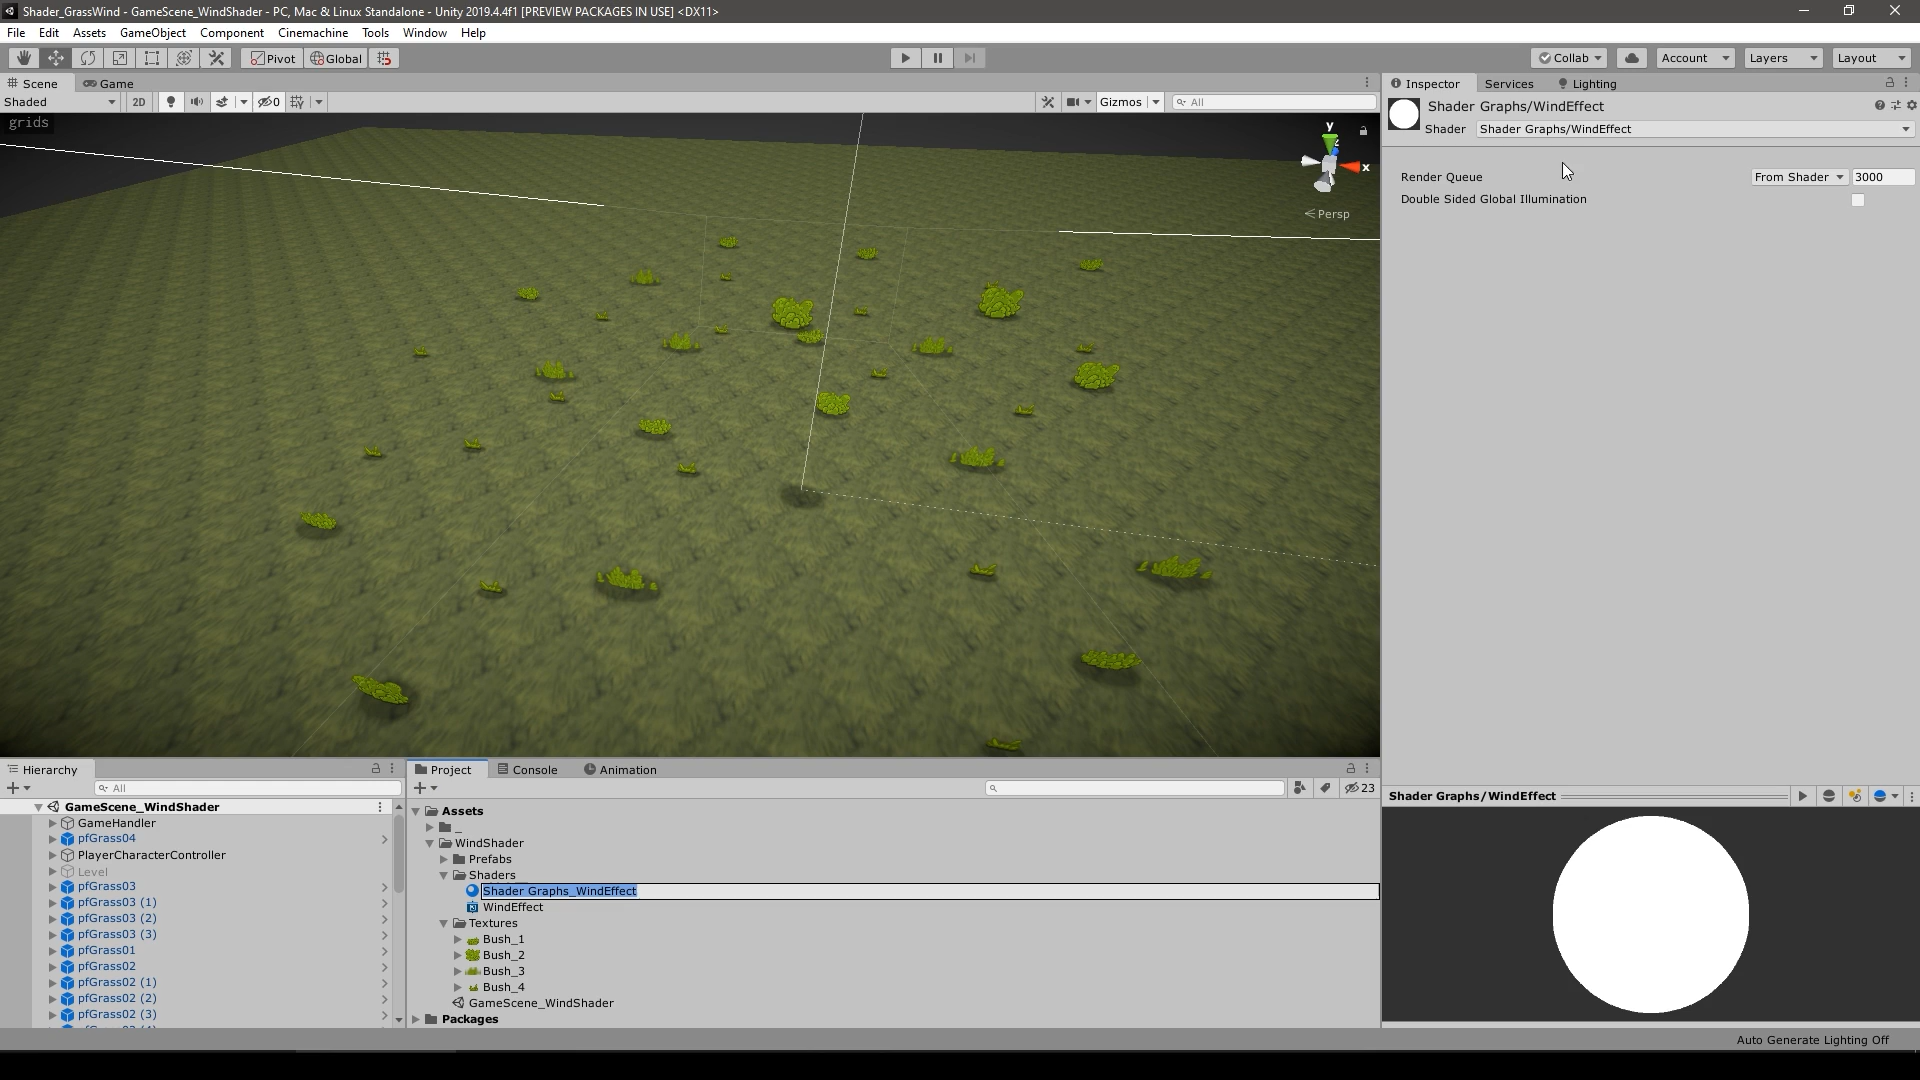 Shader_GrassWind - GameScene_WindShader - PC, Mac & Linux Standalone - Unity 2019.4.4f1 [PREVIEW PACKAGES IN USE] <DX11>
File Edit Assets GameObject Component Cinemachine Tools Window Help
Pivot Global Collab Account Layers Layout
Scene Game
Shaded 2D 0 Gizmos All
grids
y
x
Persp
Inspector Services Lighting
Shader Graphs/WindEffect
Shader Shader Graphs/WindEffect
Render Queue From Shader 3000
Double Sided Global Illumination
Hierarchy
All
GameScene_WindShader
GameHandler
pfGrass04
PlayerCharacterController
Level
pfGrass03
pfGrass03 (1)
pfGrass03 (2)
pfGrass03 (3)
pfGrass01
pfGrass02
pfGrass02 (1)
pfGrass02 (2)
pfGrass02 (3)
Project Console Animation
23
Assets
_
WindShader
Prefabs
Shaders
Shader Graphs_WindEffect
WindEffect
Textures
Bush_1
Bush_2
Bush_3
Bush_4
GameScene_WindShader
Packages
Shader Graphs/WindEffect
Auto Generate Lighting Off